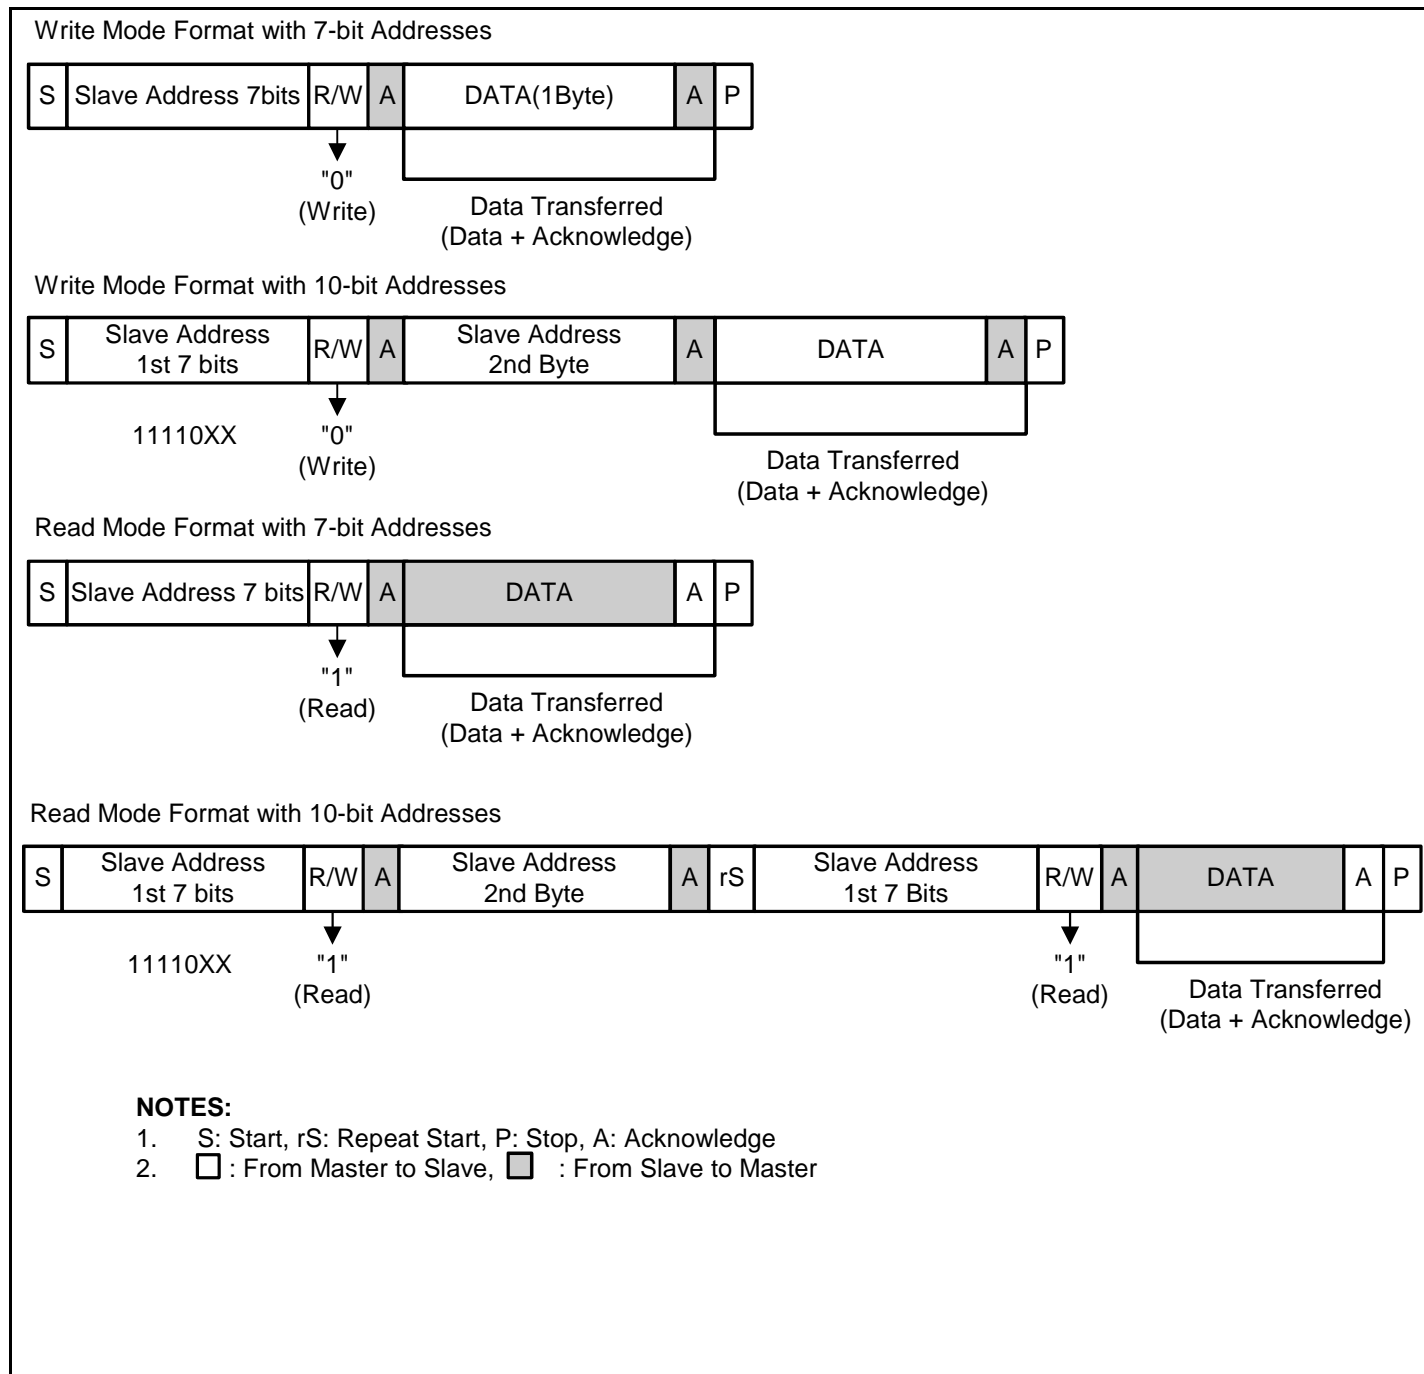 Write Mode Format with 7-bit Addresses
S Slave Address 7bits R/W A DATA(1Byte) A P
"0"
(Write)
Data Transferred
(Data + Acknowledge)
Write Mode Format with 10-bit Addresses
S Slave Address
1st 7 bits R/W A Slave Address
2nd Byte A DATA A P
11110XX "0"
(Write)
Data Transferred
(Data + Acknowledge)
Read Mode Format with 7-bit Addresses
S Slave Address 7 bits R/W A DATA A P
"1"
(Read)
Data Transferred
(Data + Acknowledge)
Read Mode Format with 10-bit Addresses
S Slave Address
1st 7 bits R/W A Slave Address
2nd Byte A rS Slave Address
1st 7 Bits R/W A DATA A P
11110XX "1"
(Read)
"1"
(Read)
Data Transferred
(Data + Acknowledge)
NOTES:
1. S: Start, rS: Repeat Start, P: Stop, A: Acknowledge
2. : From Master to Slave, : From Slave to Master